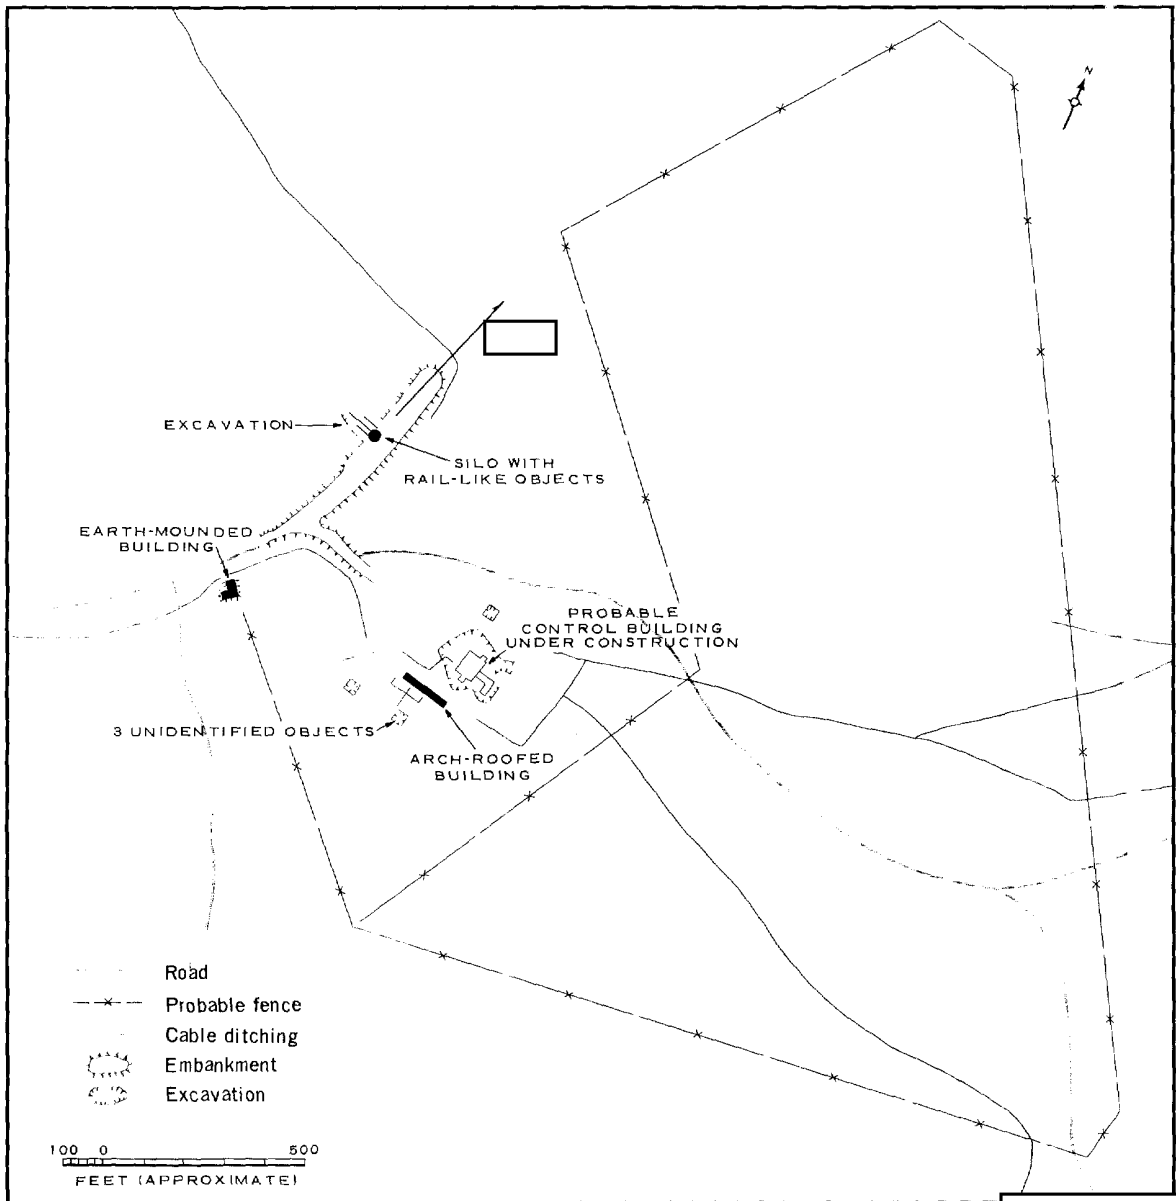 N
EXCAVATION
SILO WITH
RAIL-LIKE OBJECTS
EARTH-MOUNDED
BUILDING
PROBABLE
CONTROL BUILDING
UNDER CONSTRUCTION
3 UNIDENTIFIED OBJECTS
ARCH-ROOFED
BUILDING
Road
Probable fence
Cable ditching
Embankment
Excavation
100 0 500
FEET (APPROXIMATE)